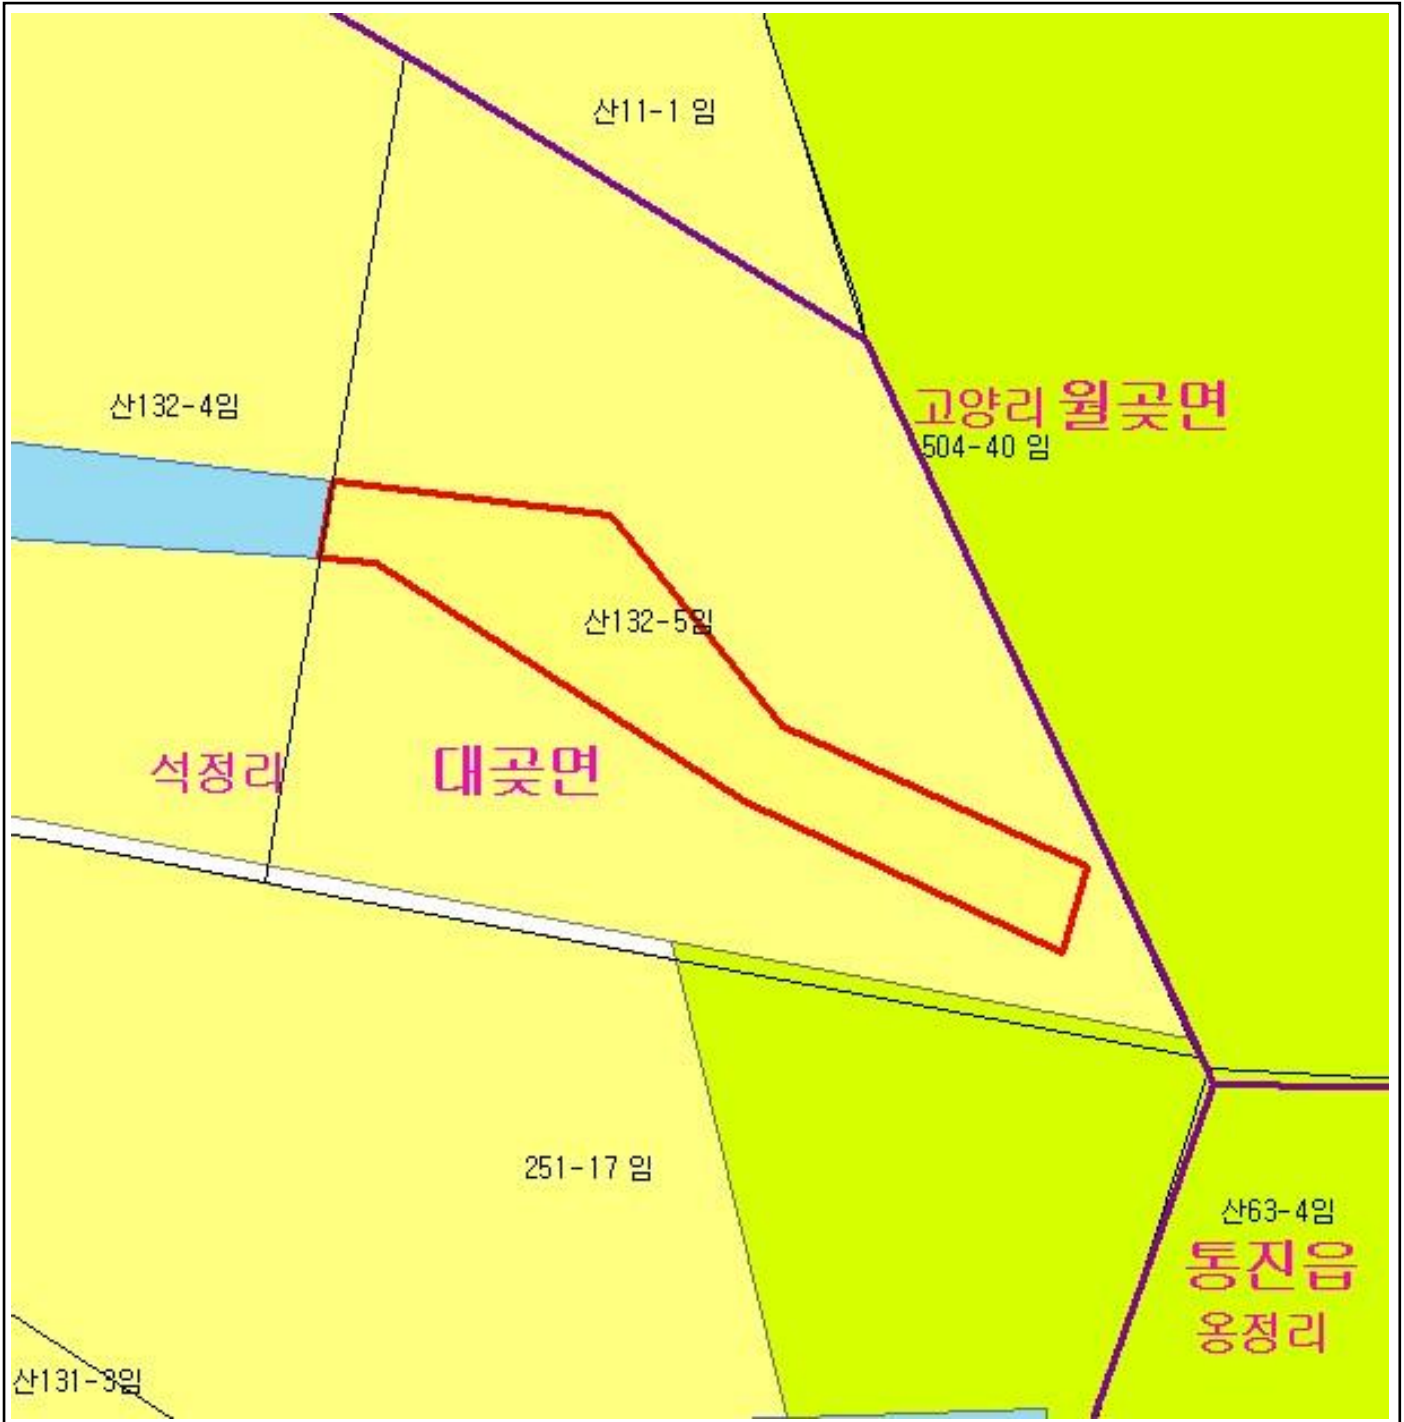 산11-1 임
산132-4임
고양리 월곶면
504-40 임
산132-5임
석정리 대곶면
251-17 임
산63-4임
통진읍
옹정리
산131-3임